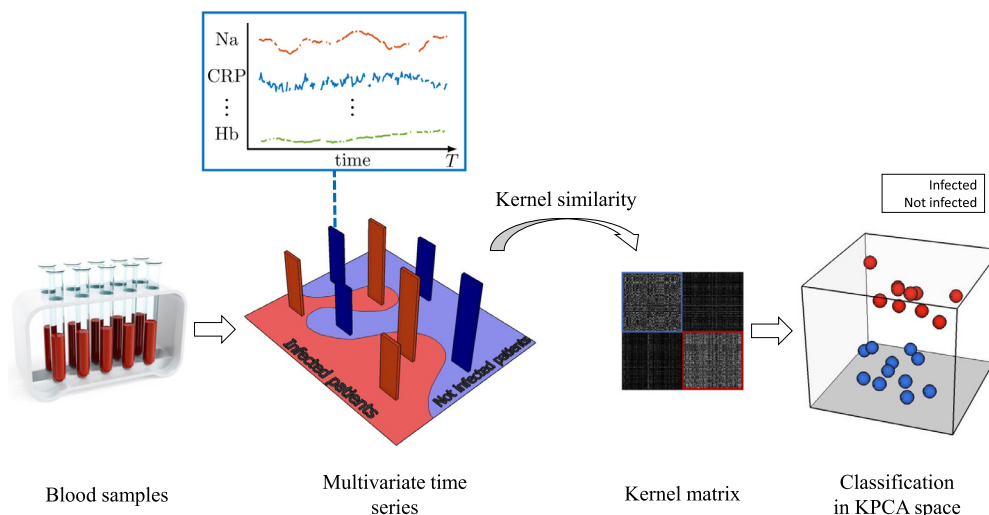 Na
CRP
Hb
time
T
Kernel similarity
Infected
Not infected
Infected patients
Not infected patients
Blood samples
Multivariate time
series
Kernel matrix
Classification
in KPCA space